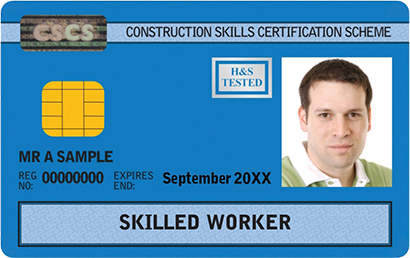 CSCS
CONSTRUCTION SKILLS CERTIFICATION SCHEME
H&S
TESTED
MR A SAMPLE
REG
NO: 00000000 EXPIRES
END: September 20XX
SKILLED WORKER